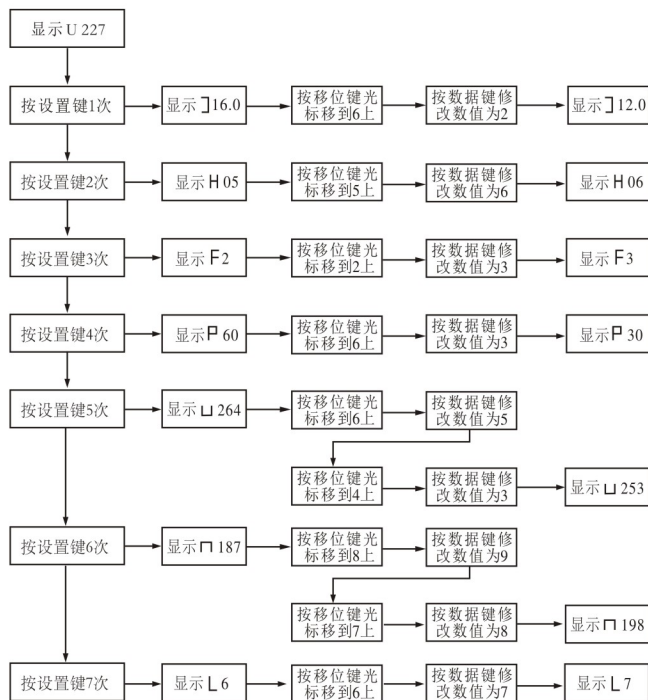 显示 U 227
按设置键1次
显示 ⊐ 16.0
按移位键光
标移到6上
按数据键修
改数值为2
显示 ⊐ 12.0
按设置键2次
显示 H 05
按移位键光
标移到5上
按数据键修
改数值为6
显示 H 06
按设置键3次
显示 F 2
按移位键光
标移到2上
按数据键修
改数值为3
显示 F 3
按设置键4次
显示 P 60
按移位键光
标移到6上
按数据键修
改数值为3
显示 P 30
按设置键5次
显示 ⊔ 264
按移位键光
标移到6上
按数据键修
改数值为5
按移位键光
标移到4上
按数据键修
改数值为3
显示 ⊔ 253
按设置键6次
显示 ⊓ 187
按移位键光
标移到8上
按数据键修
改数值为9
按移位键光
标移到7上
按数据键修
改数值为8
显示 ⊓ 198
按设置键7次
显示 L 6
按移位键光
标移到6上
按数据键修
改数值为7
显示 L 7